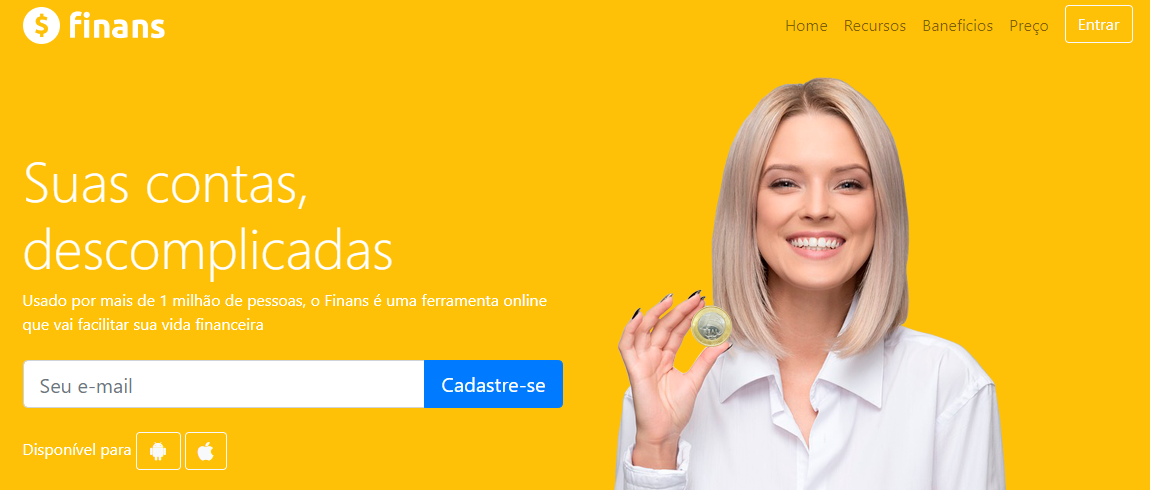 finans
Home Recursos Baneficios Preço Entrar
Suas contas,
descomplicadas
Usado por mais de 1 milhão de pessoas, o Finans é uma ferramenta online
que vai facilitar sua vida financeira
Seu e-mail Cadastre-se
Disponível para